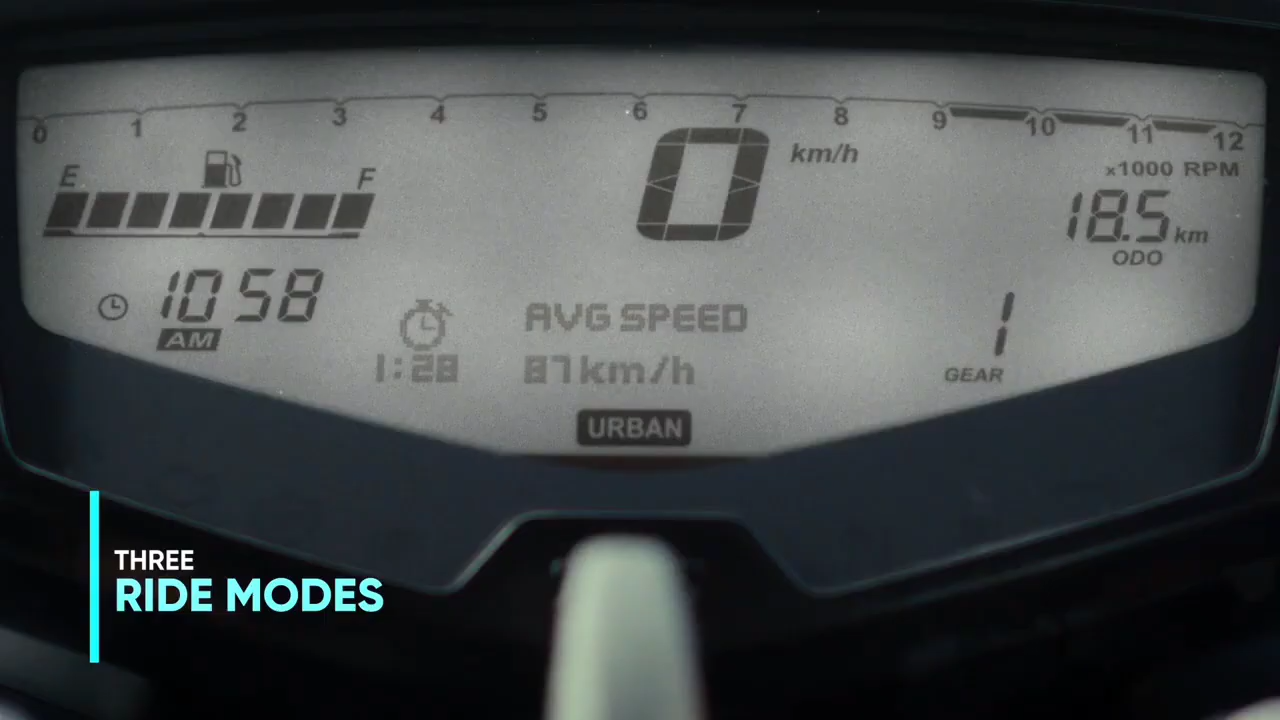 0 1 2 3 4 5 6 7 8 9 10 11 12
x1000 RPM
E F
0 km/h
18.5 km
ODO
10 58
AM
1:28
AVG SPEED
87km/h
1
GEAR
URBAN
THREE
RIDE MODES